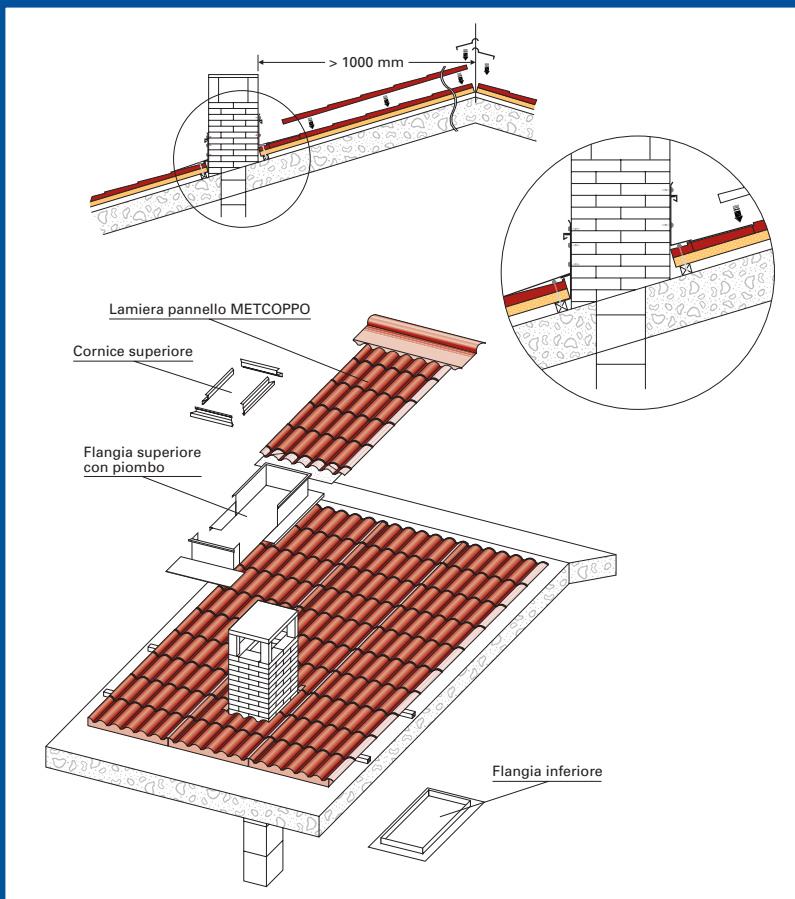 > 1000 mm
Lamiera pannello METCOPPO
Cornice superiore
Flangia superiore
con piombo
Flangia inferiore